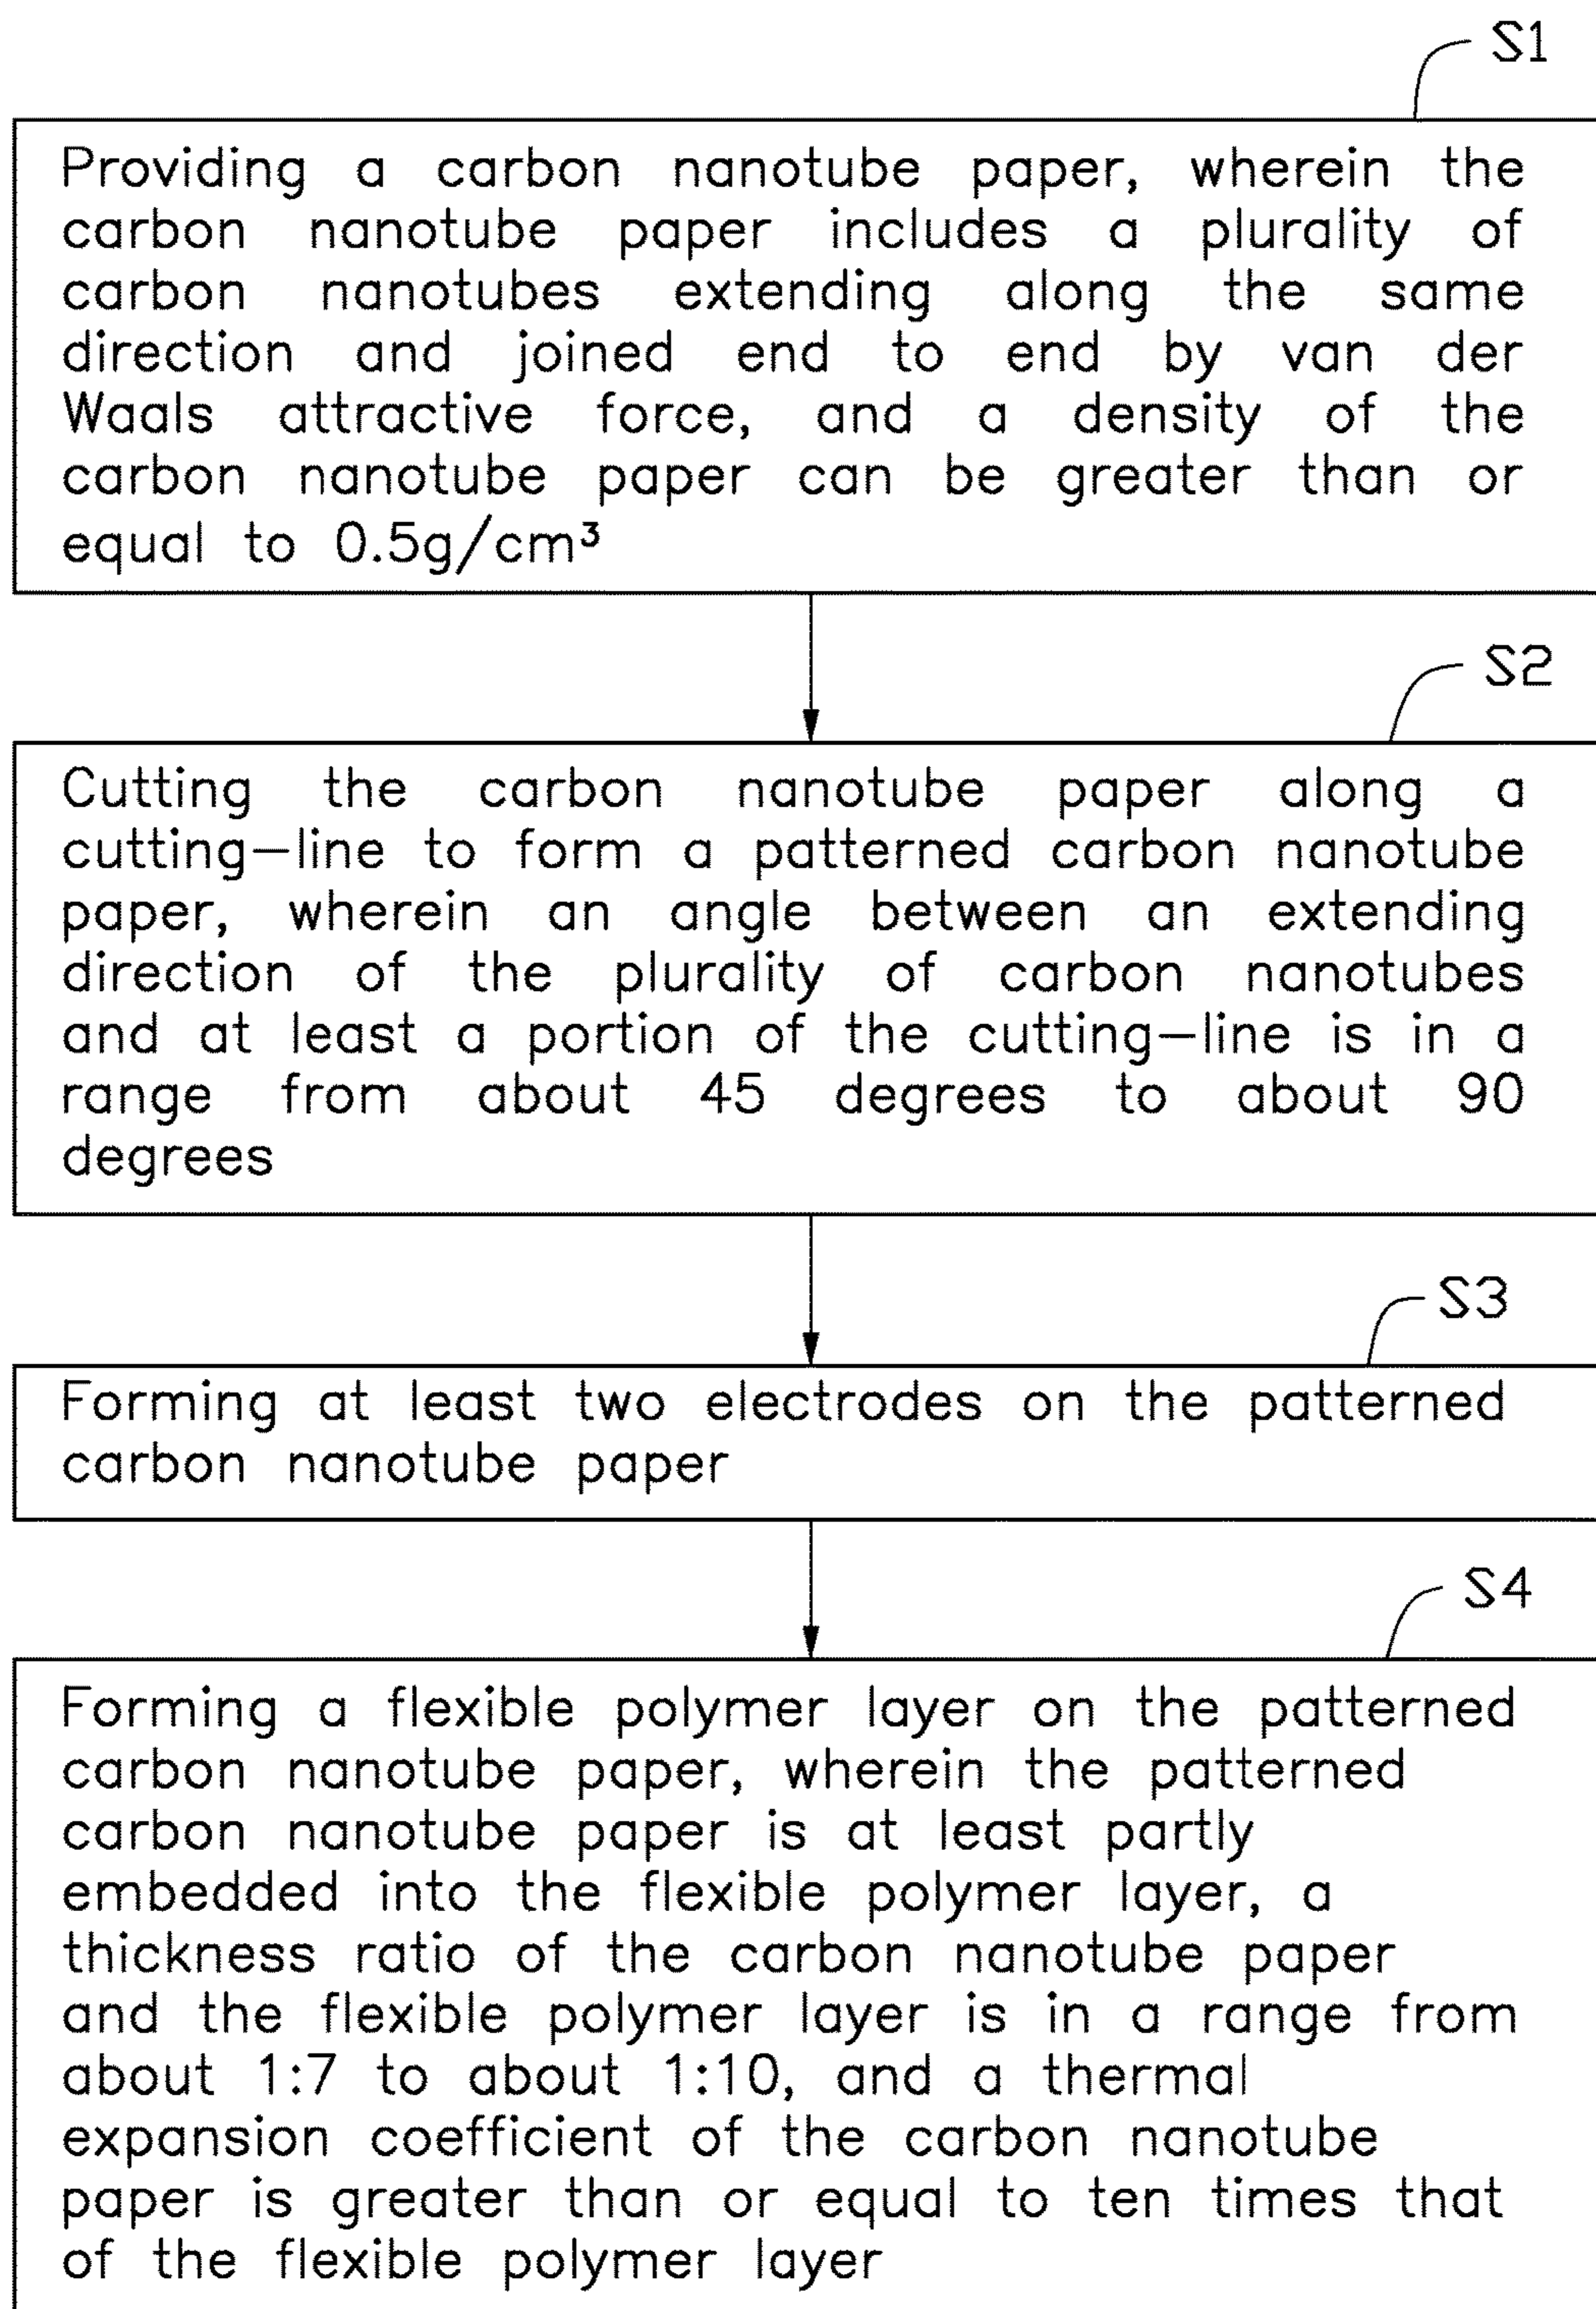 S1
Providing a carbon nanotube paper, wherein the
carbon nanotube paper includes a plurality of
carbon nanotubes extending along the same
direction and joined end to end by van der
Waals attractive force, and a density of the
carbon nanotube paper can be greater than or
equal to 0.5g/cm³
S2
Cutting the carbon nanotube paper along a
cutting-line to form a patterned carbon nanotube
paper, wherein an angle between an extending
direction of the plurality of carbon nanotubes
and at least a portion of the cutting-line is in a
range from about 45 degrees to about 90
degrees
S3
Forming at least two electrodes on the patterned
carbon nanotube paper
S4
Forming a flexible polymer layer on the patterned
carbon nanotube paper, wherein the patterned
carbon nanotube paper is at least partly
embedded into the flexible polymer layer, a
thickness ratio of the carbon nanotube paper
and the flexible polymer layer is in a range from
about 1:7 to about 1:10, and a thermal
expansion coefficient of the carbon nanotube
paper is greater than or equal to ten times that
of the flexible polymer layer